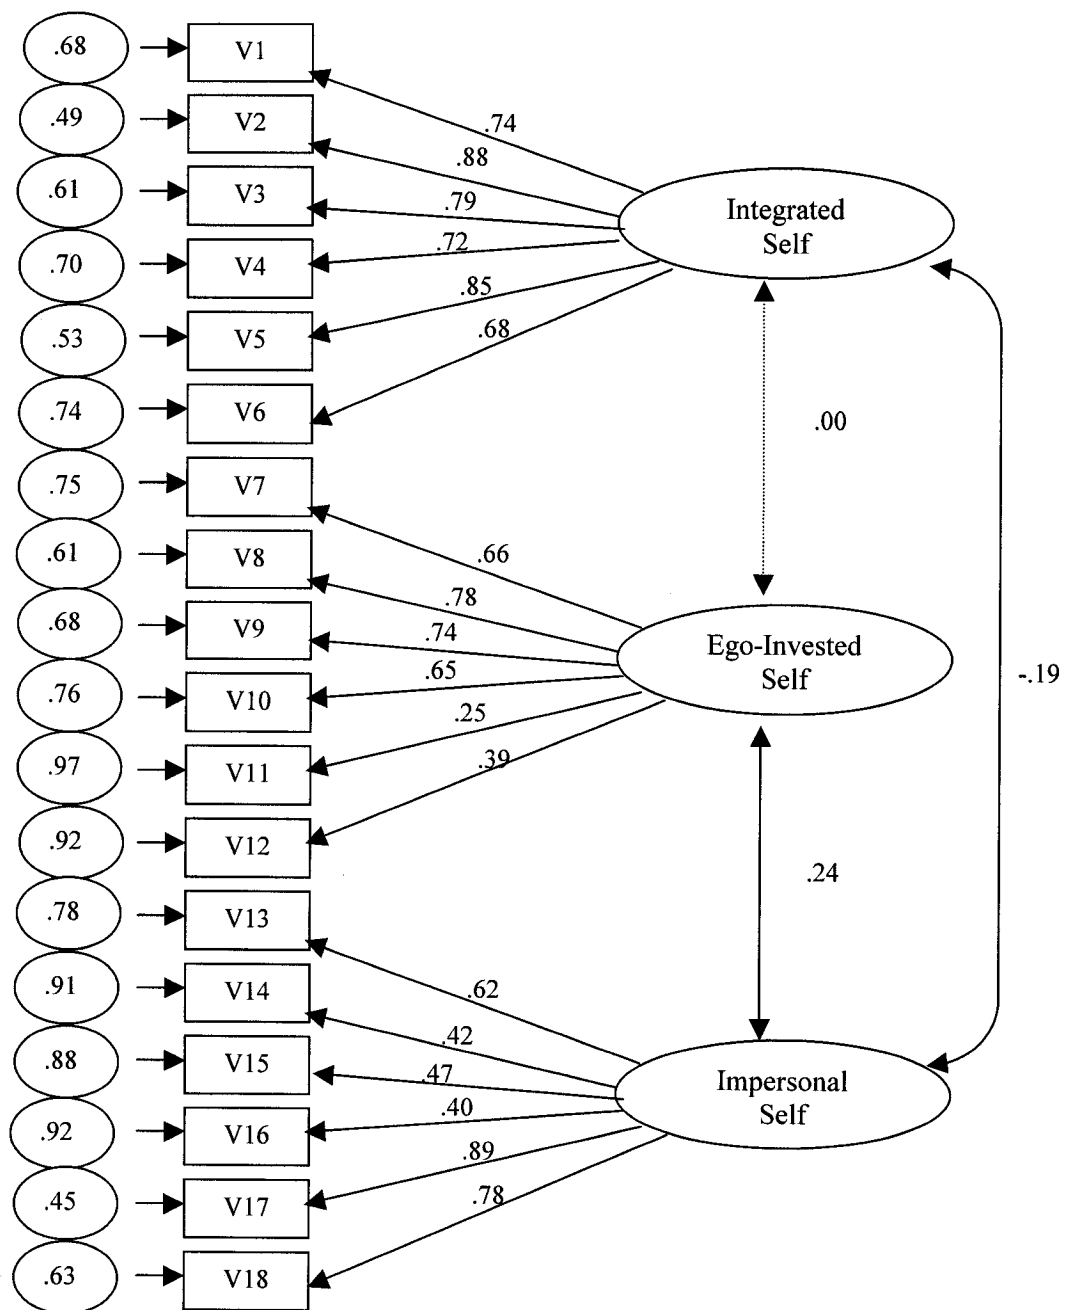 .68 V1
.49 V2
.61 V3
.70 V4
.53 V5
.74 V6
.75 V7
.61 V8
.68 V9
.76 V10
.97 V11
.92 V12
.78 V13
.91 V14
.88 V15
.92 V16
.45 V17
.63 V18
.74
.88
.79
.72
.85
.68
Integrated
Self
.00
.66
.78
.74
.65
.25
.39
Ego-Invested
Self
-.19
.24
.62
.42
.47
.40
.89
.78
Impersonal
Self